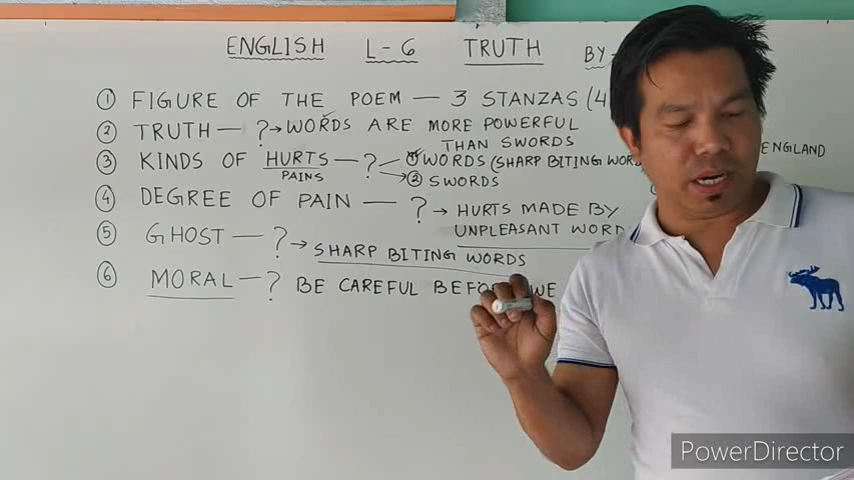 ENGLISH L-6 TRUTH BY-
① FIGURE OF THE POEM — 3 STANZAS (4
② TRUTH — ? → WORDS ARE MORE POWERFUL
THAN SWORDS
③ KINDS OF HURTS — ? ① WORDS (SHARP BITING WOR ENGLAND
PAINS → ② SWORDS
④ DEGREE OF PAIN — ? → HURTS MADE BY
UNPLEASANT WORD
⑤ GHOST — ? → SHARP BITING WORDS
⑥ MORAL — ? BE CAREFUL BEFO WE
PowerDirector